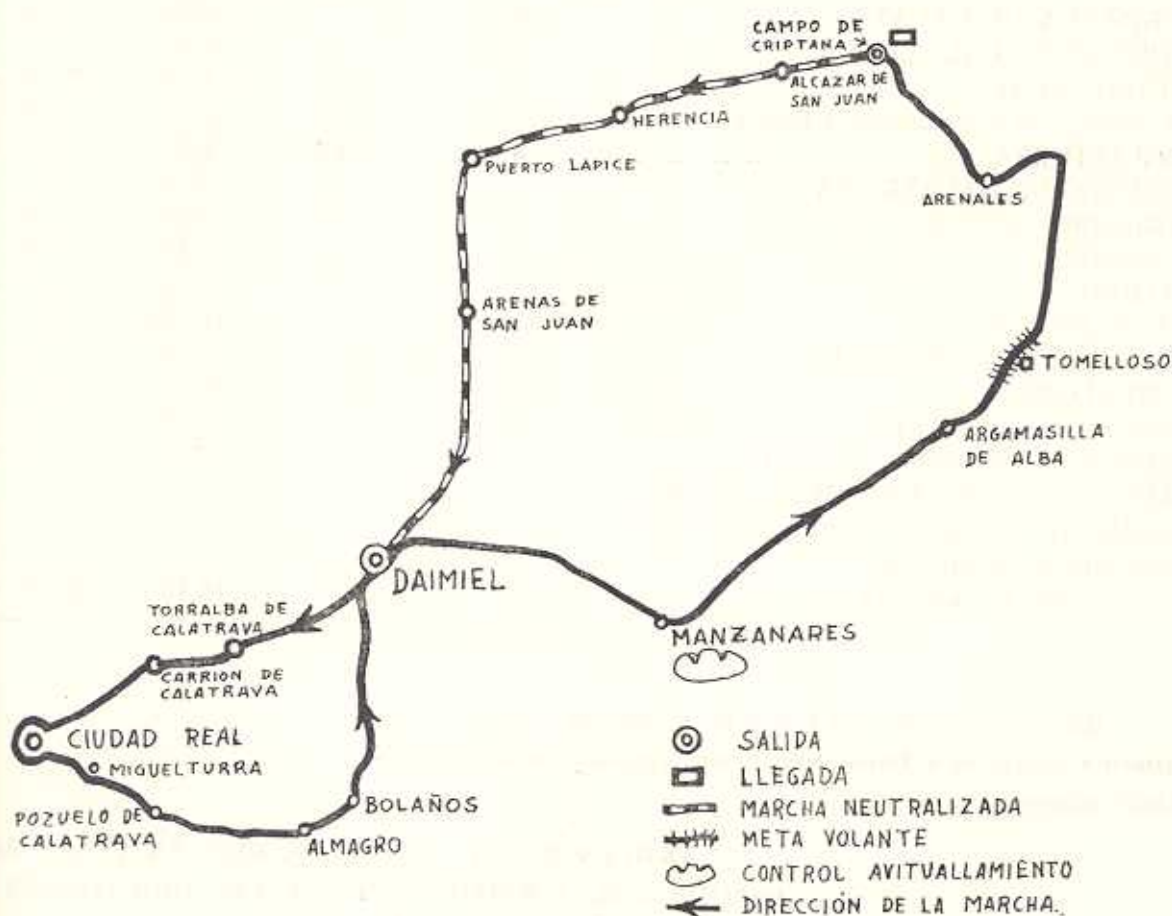 CAMPO DE
CRIPTANA
ALCAZAR DE
SAN JUAN
HERENCIA
PUERTO LAPICE
ARENALES
ARENAS DE
SAN JUAN
TOMELLOSO
ARGAMASILLA
DE ALBA
DAIMIEL
TORRALBA DE
CALATRAVA
MANZANARES
CARRION DE
CALATRAVA
CIUDAD REAL
MIGUELTURRA
BOLAÑOS
POZUELO DE
CALATRAVA
ALMAGRO
SALIDA
LLEGADA
MARCHA NEUTRALIZADA
META VOLANTE
CONTROL AVITUALLAMIENTO
DIRECCIÓN DE LA MARCHA.